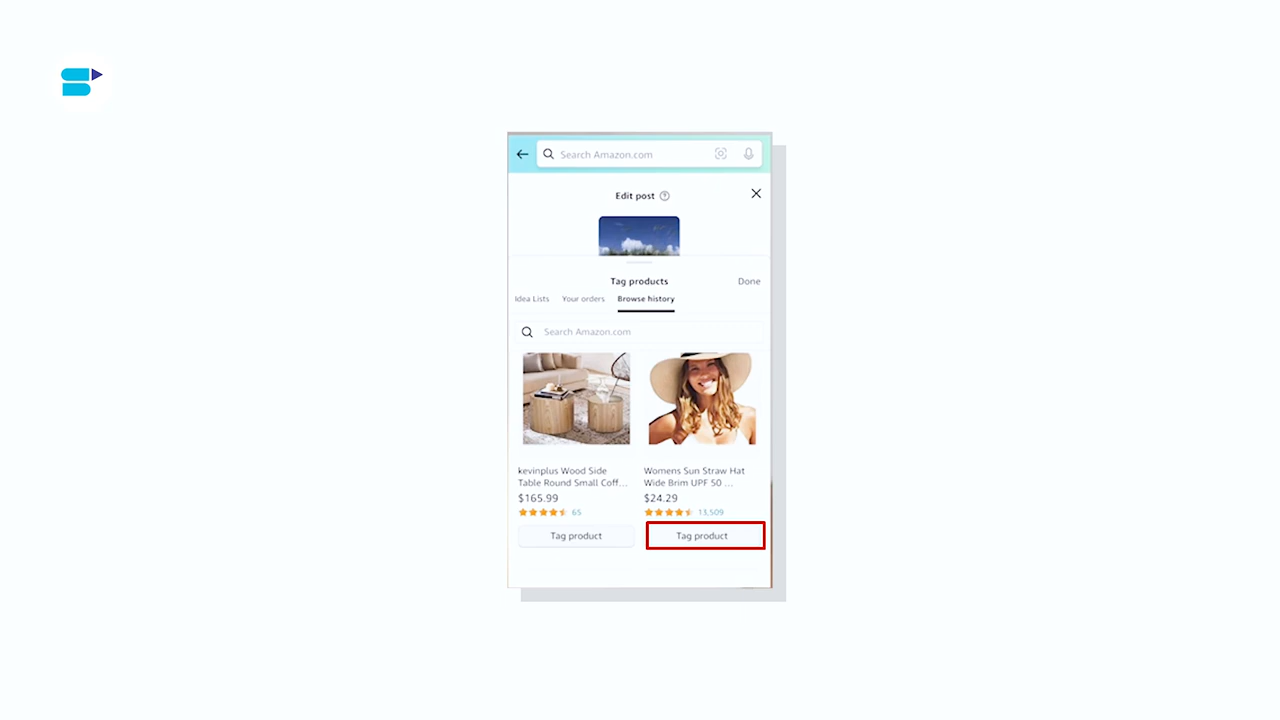 Search Amazon.com
Edit post
Tag products
Done
Idea Lists
Your orders
Browse history
Search Amazon.com
kevinplus Wood Side
Table Round Small Coff...
$165.99
65
Tag product
Womens Sun Straw Hat
Wide Brim UPF 50 ...
$24.29
13,509
Tag product